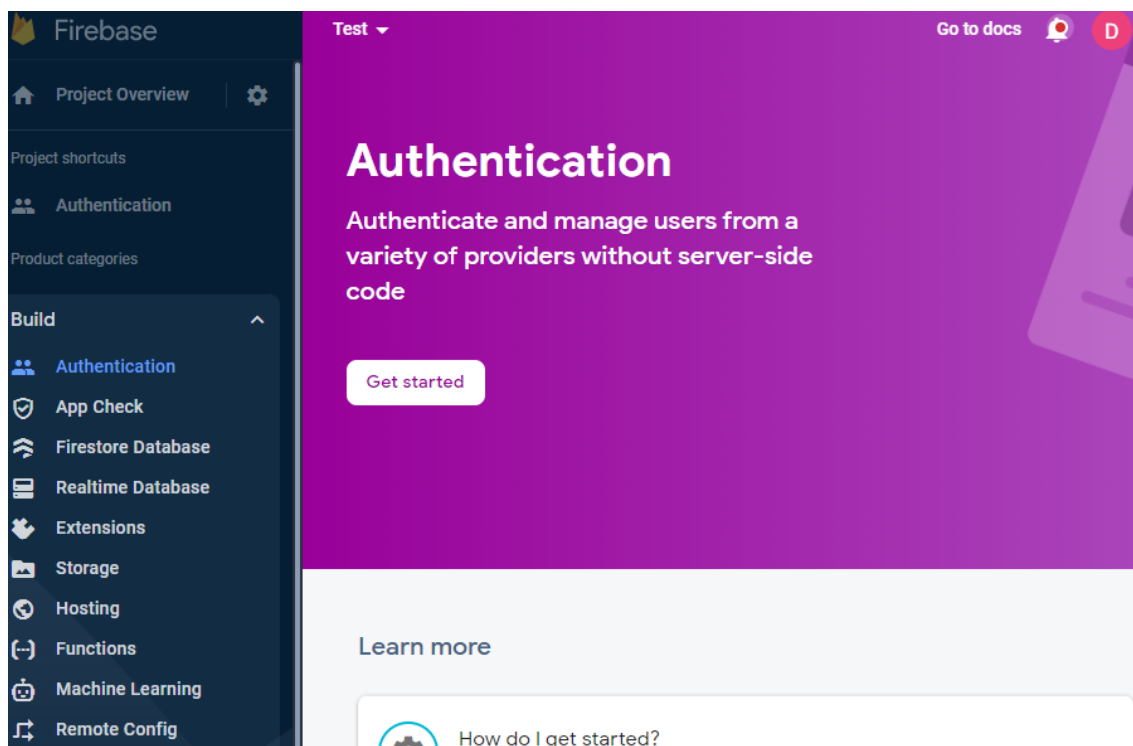 Firebase
Project Overview
Project shortcuts
Authentication
Product categories
Build
Authentication
App Check
Firestore Database
Realtime Database
Extensions
Storage
Hosting
Functions
Machine Learning
Remote Config
Test
Go to docs
D
Authentication
Authenticate and manage users from a
variety of providers without server-side
code
Get started
Learn more
How do I get started?